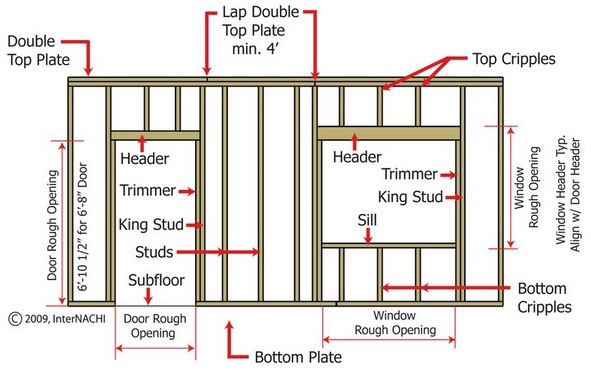 Double
Top Plate
Lap Double
Top Plate
min. 4’
Top Cripples
Header
Header
Trimmer
Trimmer
King Stud
King Stud
Studs
Sill
Subfloor
Door Rough Opening
6’-10 1/2” for 6’-8” Door
Window
Rough Opening
Window Header Typ.
Align w/ Door Header
Bottom
Cripples
© 2009, InterNACHI
Door Rough
Opening
Window
Rough Opening
Bottom Plate